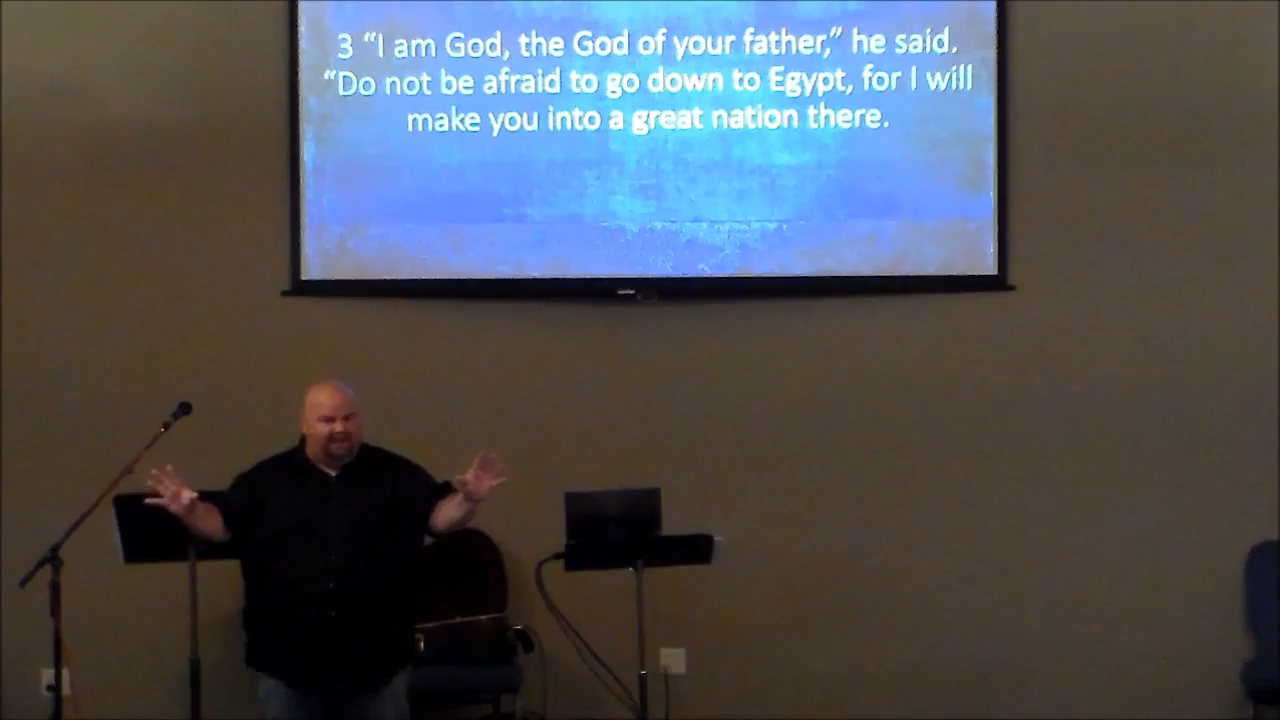 3 “I am God, the God of your father,” he said.
“Do not be afraid to go down to Egypt, for I will
make you into a great nation there.